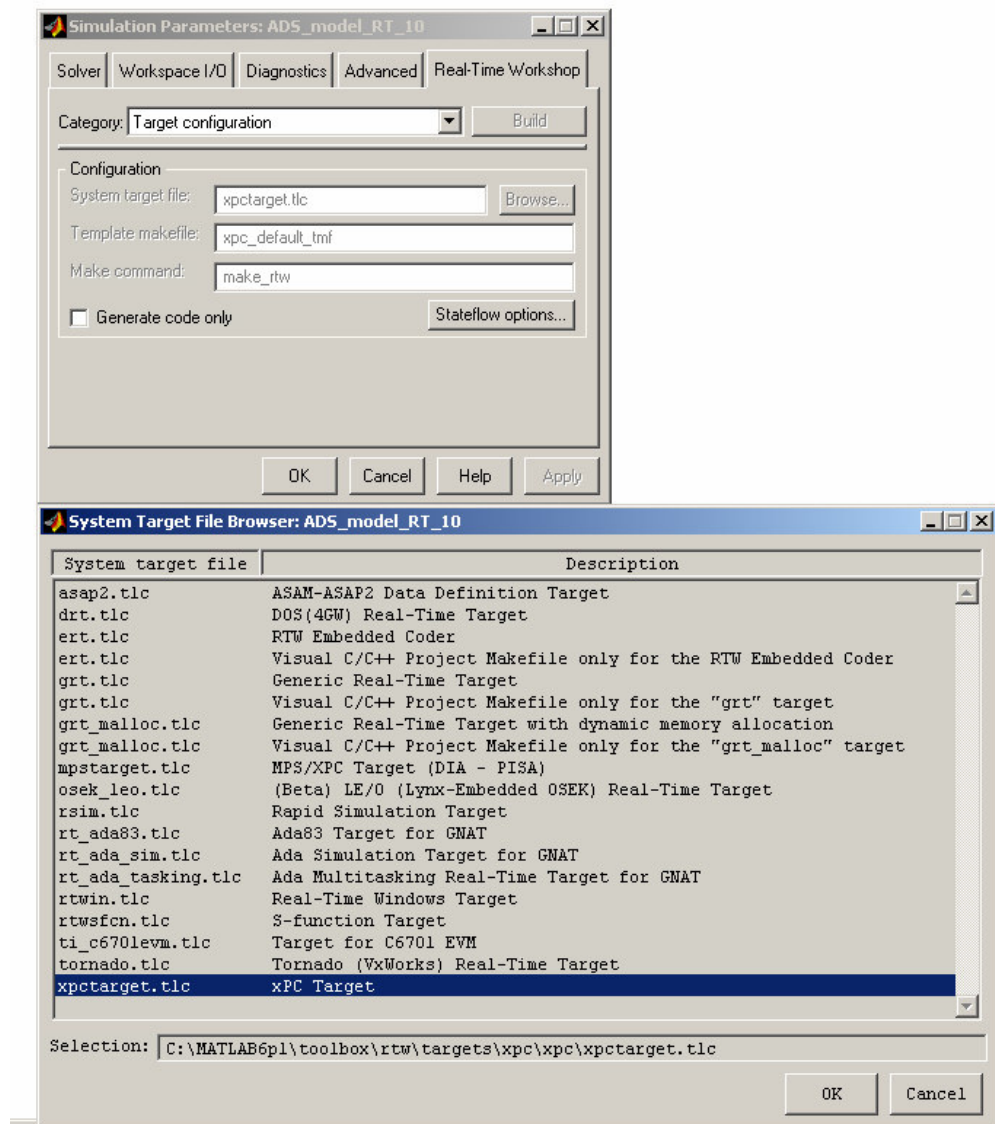 Simulation Parameters: ADS_model_RT_10
Solver Workspace I/O Diagnostics Advanced Real-Time Workshop
Category: Target configuration Build
Configuration
System target file: xpctarget.tlc Browse...
Template makefile: xpc_default_tmf
Make command: make_rtw
Generate code only Stateflow options...
OK Cancel Help Apply
System Target File Browser: ADS_model_RT_10
System target file Description
asap2.tlc ASAM-ASAP2 Data Definition Target
drt.tlc DOS(4GW) Real-Time Target
ert.tlc RTW Embedded Coder
ert.tlc Visual C/C++ Project Makefile only for the RTW Embedded Coder
grt.tlc Generic Real-Time Target
grt.tlc Visual C/C++ Project Makefile only for the "grt" target
grt_malloc.tlc Generic Real-Time Target with dynamic memory allocation
grt_malloc.tlc Visual C/C++ Project Makefile only for the "grt_malloc" target
mpstarget.tlc MPS/XPC Target (DIA - PISA)
osek_leo.tlc (Beta) LE/O (Lynx-Embedded OSEK) Real-Time Target
rsim.tlc Rapid Simulation Target
rt_ada83.tlc Ada83 Target for GNAT
rt_ada_sim.tlc Ada Simulation Target for GNAT
rt_ada_tasking.tlc Ada Multitasking Real-Time Target for GNAT
rtwin.tlc Real-Time Windows Target
rtwsfcn.tlc S-function Target
ti_c6701evm.tlc Target for C6701 EVM
tornado.tlc Tornado (VxWorks) Real-Time Target
xpctarget.tlc xPC Target
Selection: C:\MATLAB6p1\toolbox\rtw\targets\xpc\xpc\xpctarget.tlc
OK Cancel